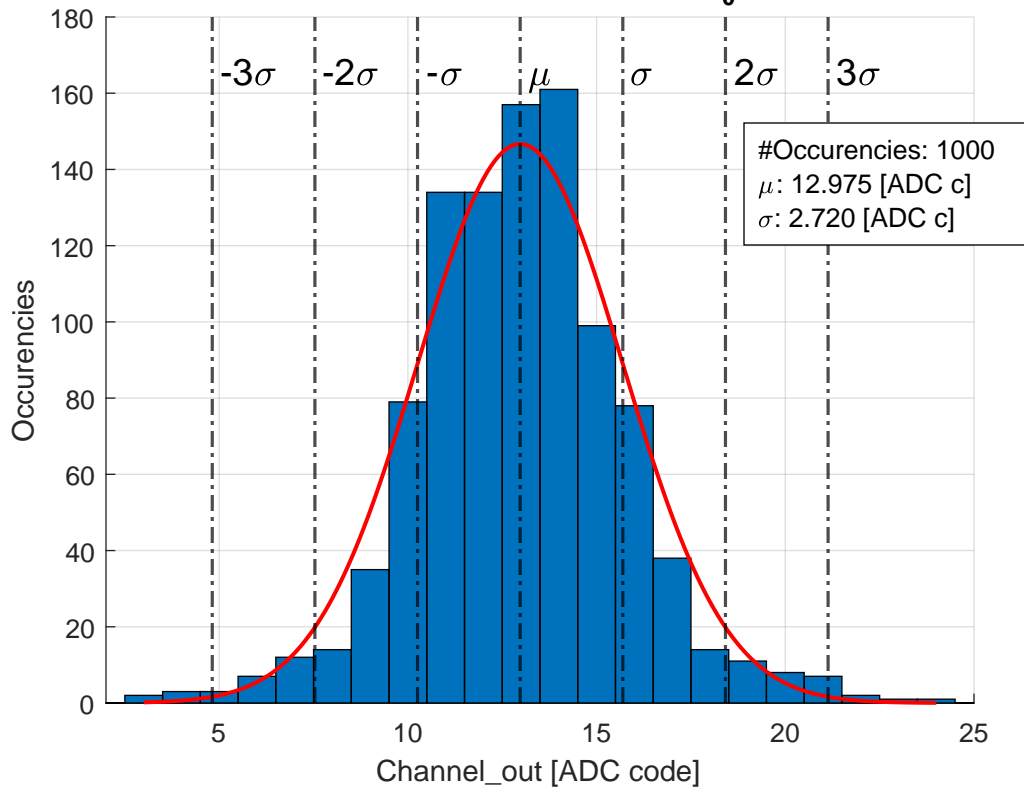 180
160
140
120
100
80
60
40
20
0
Occurencies
-3σ
-2σ
-σ
μ
σ
2σ
3σ
#Occurencies: 1000
μ: 12.975 [ADC c]
σ: 2.720 [ADC c]
5
10
15
20
25
Channel_out [ADC code]